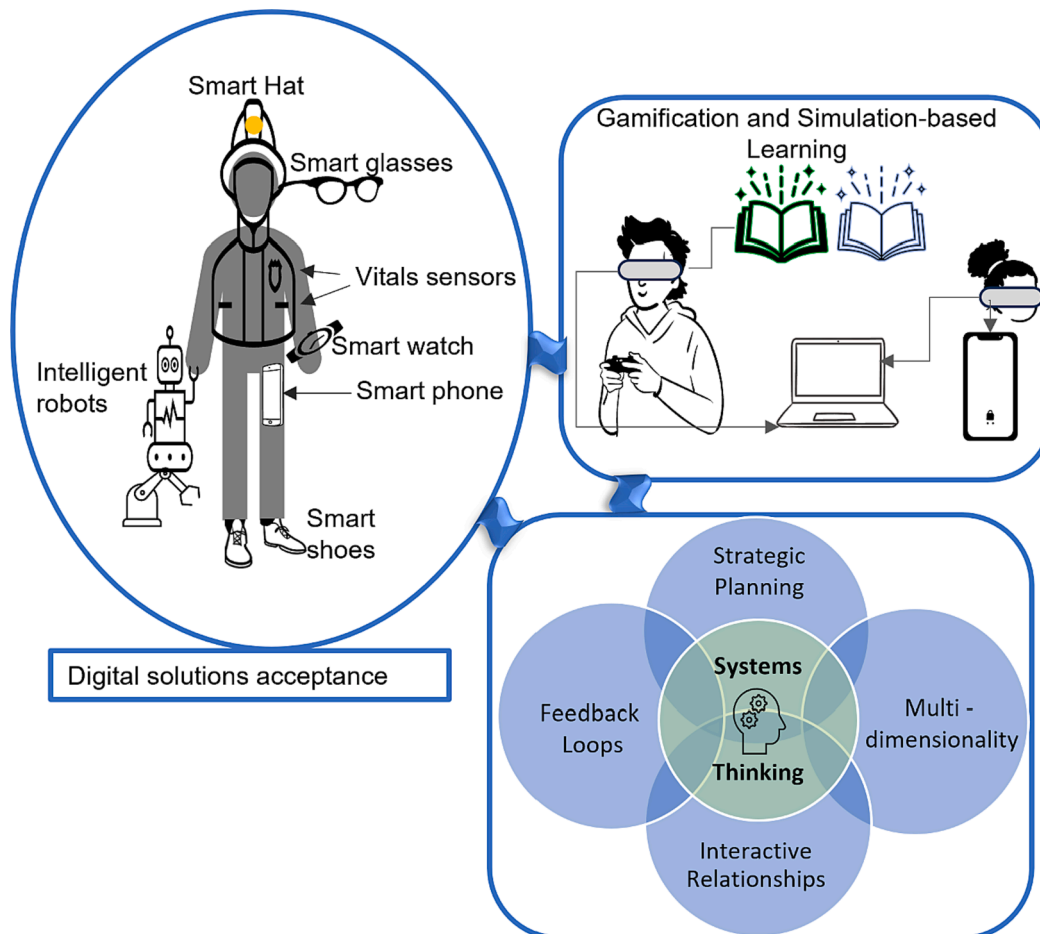 Smart Hat
Smart glasses
Vitals sensors
Smart watch
Smart phone
Intelligent
robots
Smart
shoes
Digital solutions acceptance
Gamification and Simulation-based
Learning
Strategic
Planning
Systems
Thinking
Feedback
Loops
Multi -
dimensionality
Interactive
Relationships